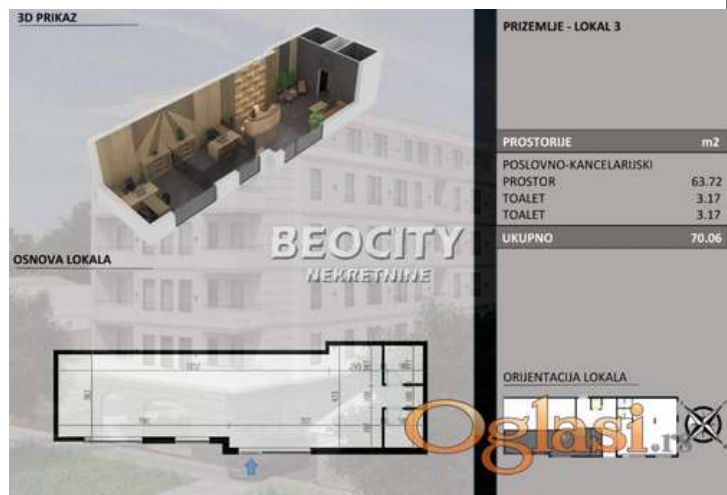 3D PRIKAZ
PRIZEMLJE - LOKAL 3
PROSTORIJE m2
POSLOVNO-KANCELARIJSKI
PROSTOR 63.72
TOALET 3.17
TOALET 3.17
UKUPNO 70.06
BEOCITY
NEKRETNINE
OSNOVA LOKALA
ORIJENTACIJA LOKALA
Oglasi.rs